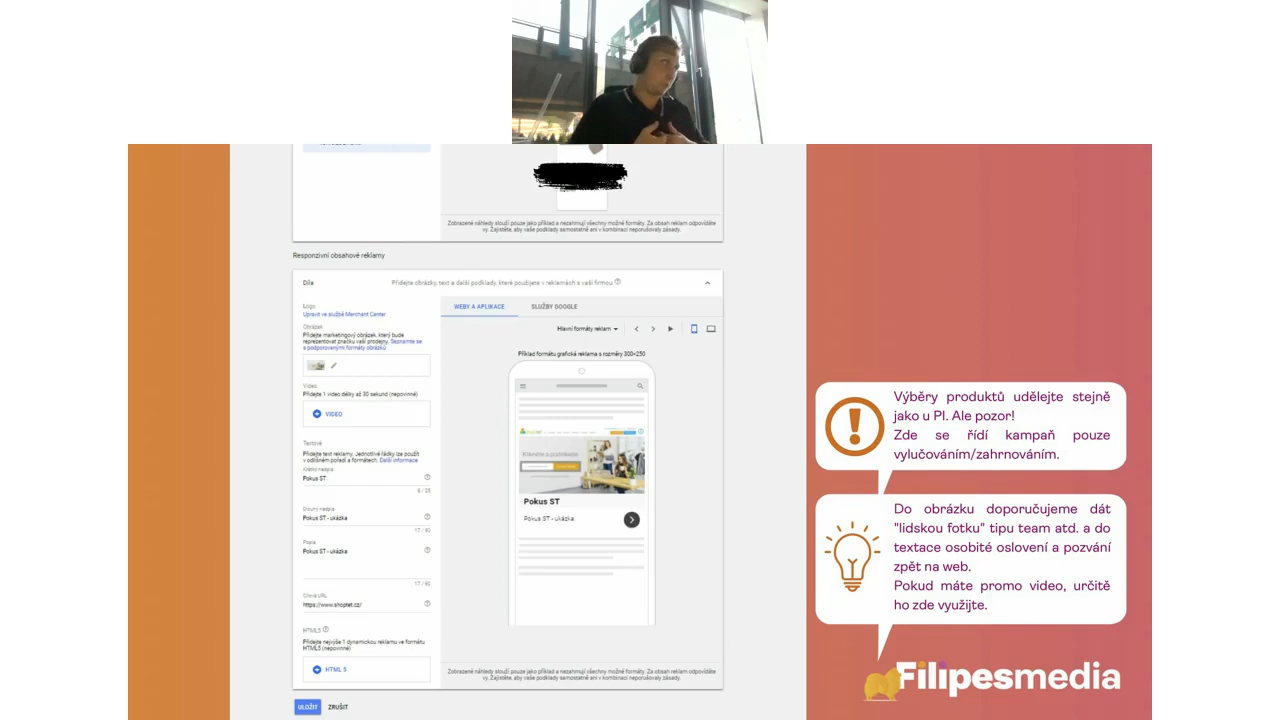 Zobrazené náhledy slouží pouze jako příklad a nezahrnují všechny možné formáty. Za obsah reklam odpovídáte
vy. Zajistěte, aby vaše podklady samostatně ani v kombinaci neporušovaly zásady.
Responzivní obsahové reklamy
Díla
Přidejte obrázky, text a další podklady, které použijete v reklamách s vaší firmou
Logo
Upravit ve službě Merchant Center
Obrázek
Přidejte marketingový obrázek, který bude
reprezentovat značku vaší prodejny. Seznamte se
s podporovanými formáty obrázků
Video
Přidejte 1 video délky až 30 sekund (nepovinné)
VIDEO
Textové
Přidejte text reklamy. Jednotlivé řádky lze použít
v odlišném pořadí a formátech. Další informace
Krátký nadpis
Pokus ST
8 / 25
Dlouhý nadpis
Pokus ST - ukázka
17 / 90
Popis
Pokus ST - ukázka
17 / 90
Cílová URL
https://www.shoptet.cz/
HTML5
Přidejte nejvýše 1 dynamickou reklamu ve formátu
HTML5 (nepovinné)
HTML 5
WEBY A APLIKACE
SLUŽBY GOOGLE
Hlavní formáty reklam
Příklad formátu grafická reklama s rozměry 300×250
Pokus ST
Pokus ST - ukázka
Zobrazené náhledy slouží pouze jako příklad a nezahrnují všechny možné formáty. Za obsah reklam odpovídáte
vy. Zajistěte, aby vaše podklady samostatně ani v kombinaci neporušovaly zásady.
ULOŽIT
ZRUŠIT
Výběry produktů udělejte stejně
jako u PI. Ale pozor!
Zde se řídí kampaň pouze
vylučováním/zahrnováním.
Do obrázku doporučujeme dát
"lidskou fotku" tipu team atd. a do
textace osobité oslovení a pozvání
zpět na web.
Pokud máte promo video, určitě
ho zde využijte.
Filipesmedia